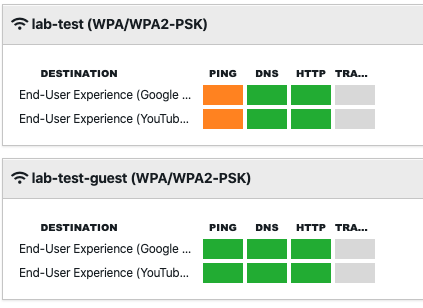 lab-test (WPA/WPA2-PSK)
DESTINATION PING DNS HTTP TRA...
End-User Experience (Google ...
End-User Experience (YouTub...
lab-test-guest (WPA/WPA2-PSK)
DESTINATION PING DNS HTTP TRA...
End-User Experience (Google ...
End-User Experience (YouTub...